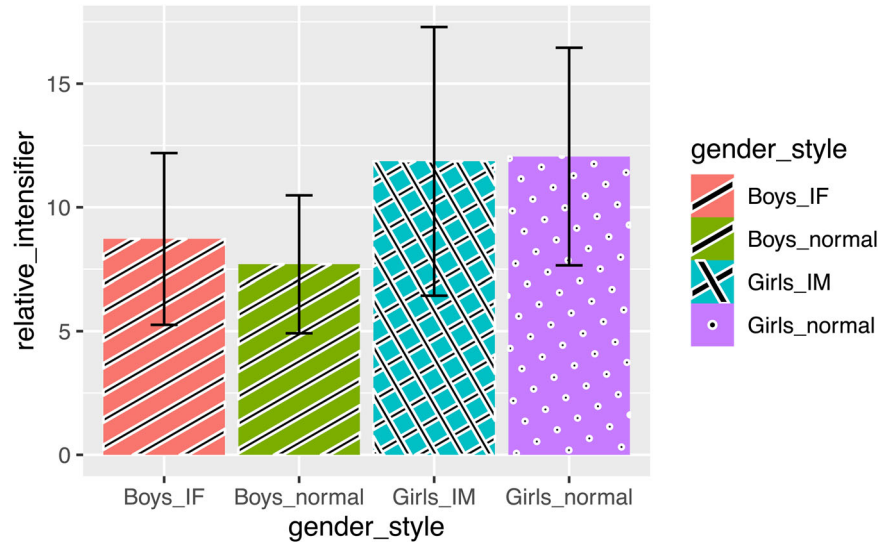 relative_intensifier
15
10
5
0
Boys_IF Boys_normal Girls_IM Girls_normal
gender_style
gender_style
Boys_IF
Boys_normal
Girls_IM
Girls_normal